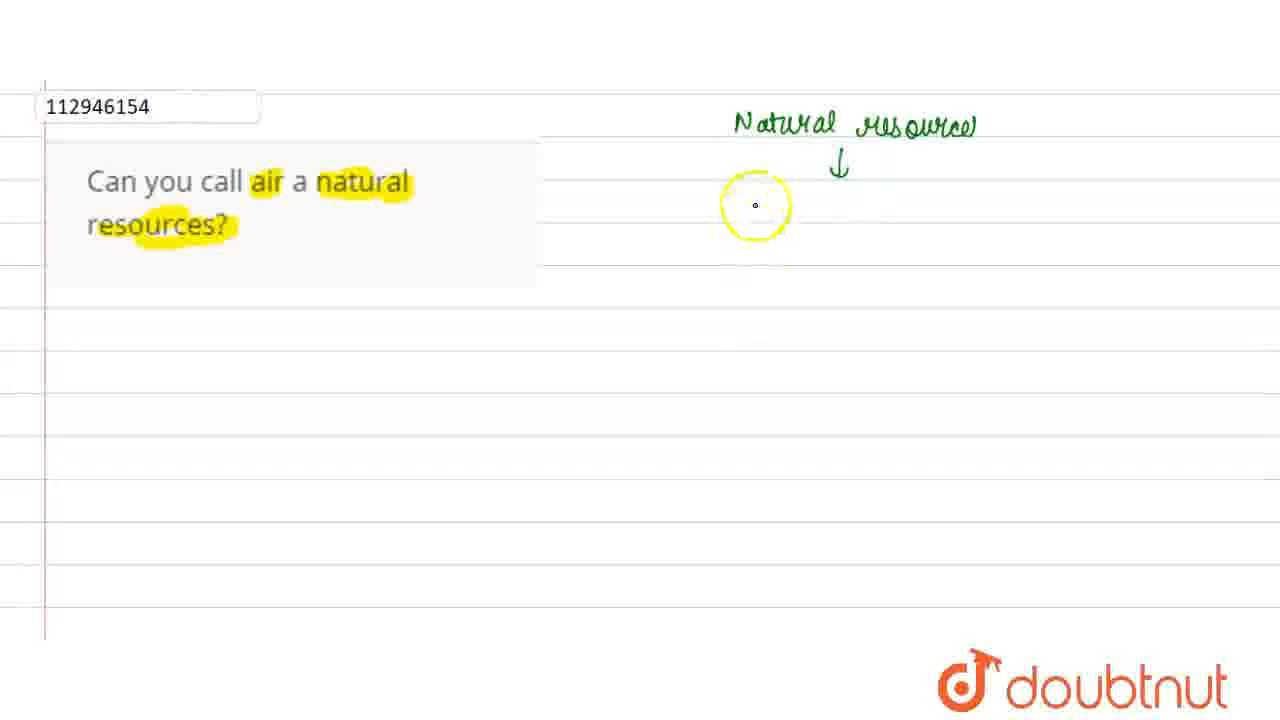 112946154
Natural resource
Can you call air a natural
resources?
doubtnut